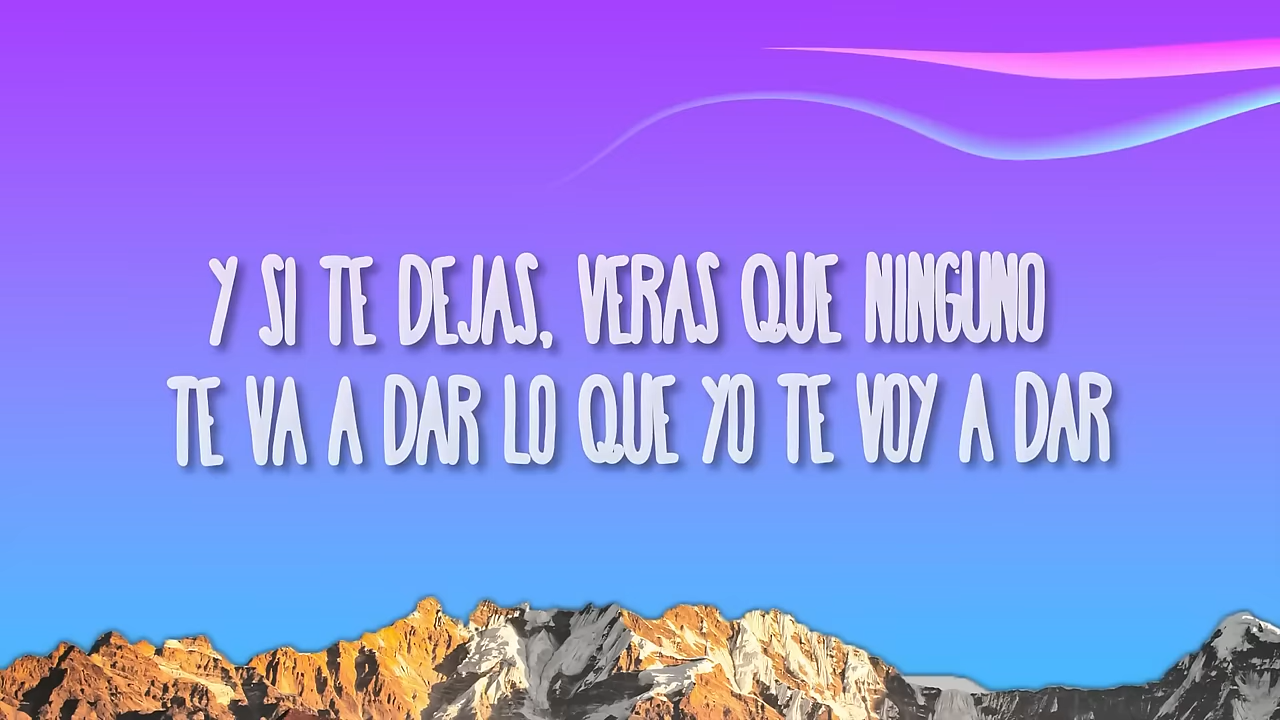 Y SI TE DEJAS, VERAS QUE NINGUNO
TE VA A DAR LO QUE YO TE VOY A DAR